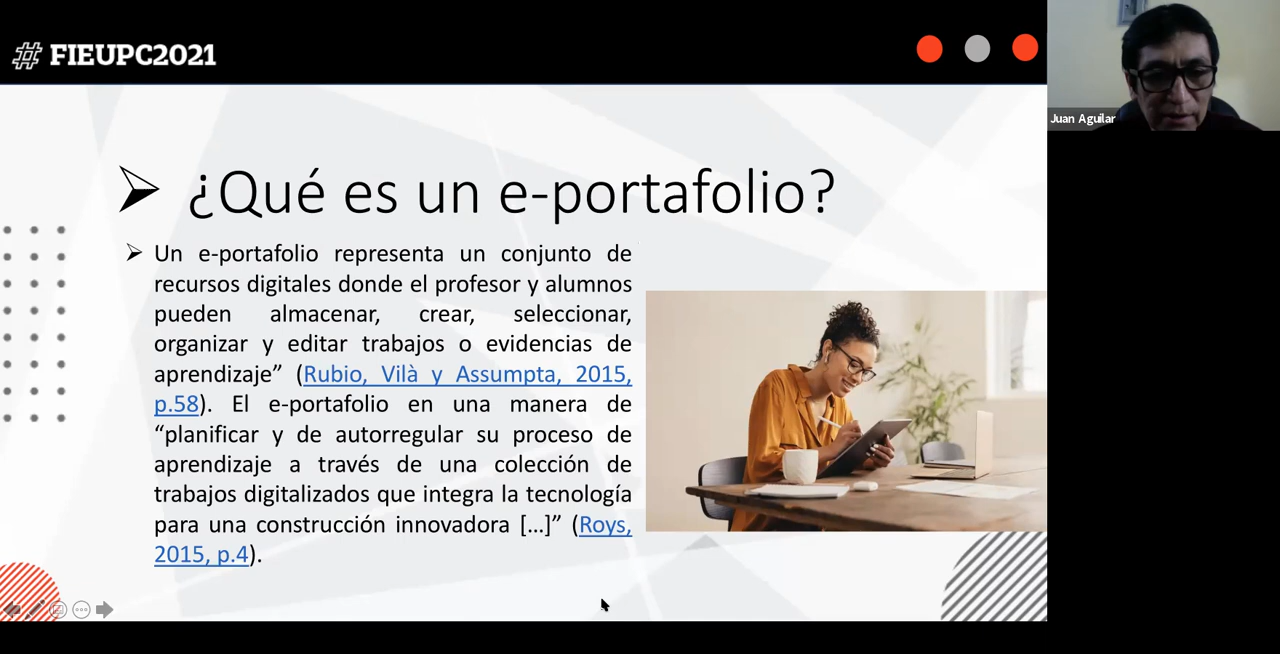 # FIEUPC2021
Juan Aguilar
¿Qué es un e-portafolio?
Un e-portafolio representa un conjunto de
recursos digitales donde el profesor y alumnos
pueden almacenar, crear, seleccionar,
organizar y editar trabajos o evidencias de
aprendizaje” (Rubio, Vilà y Assumpta, 2015,
p.58). El e-portafolio en una manera de
“planificar y de autorregular su proceso de
aprendizaje a través de una colección de
trabajos digitalizados que integra la tecnología
para una construcción innovadora [...]” (Roys,
2015, p.4).